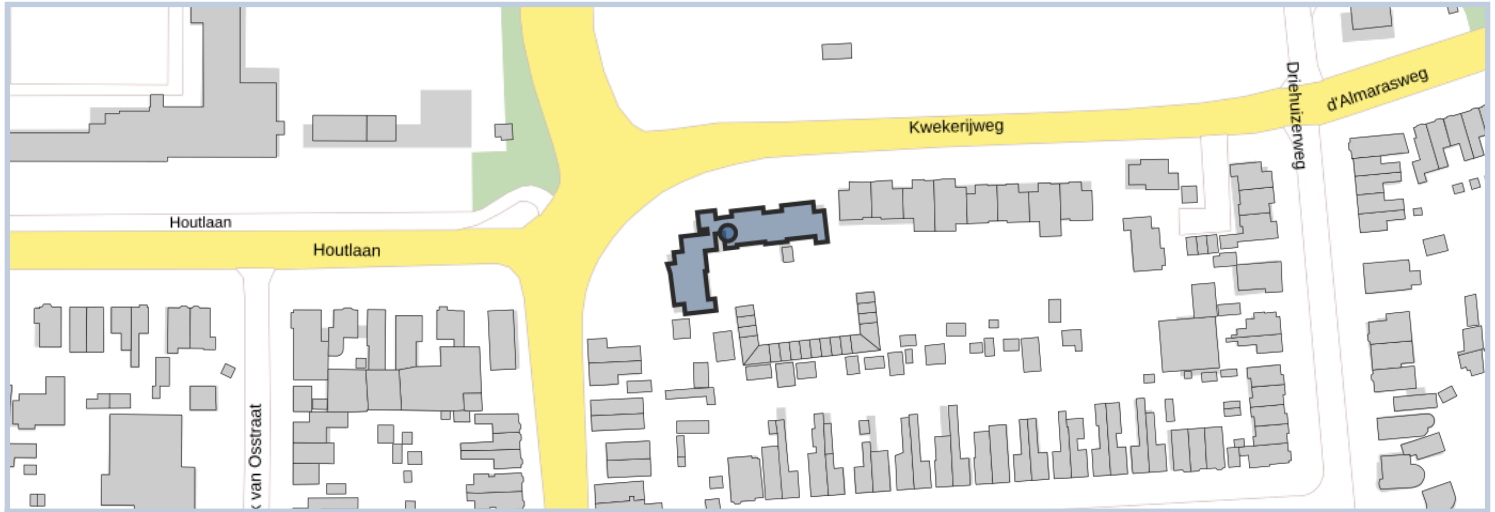 Driehuizerweg
d'Almarasweg
Kwekerijweg
Houtlaan
Houtlaan
van Osstraat